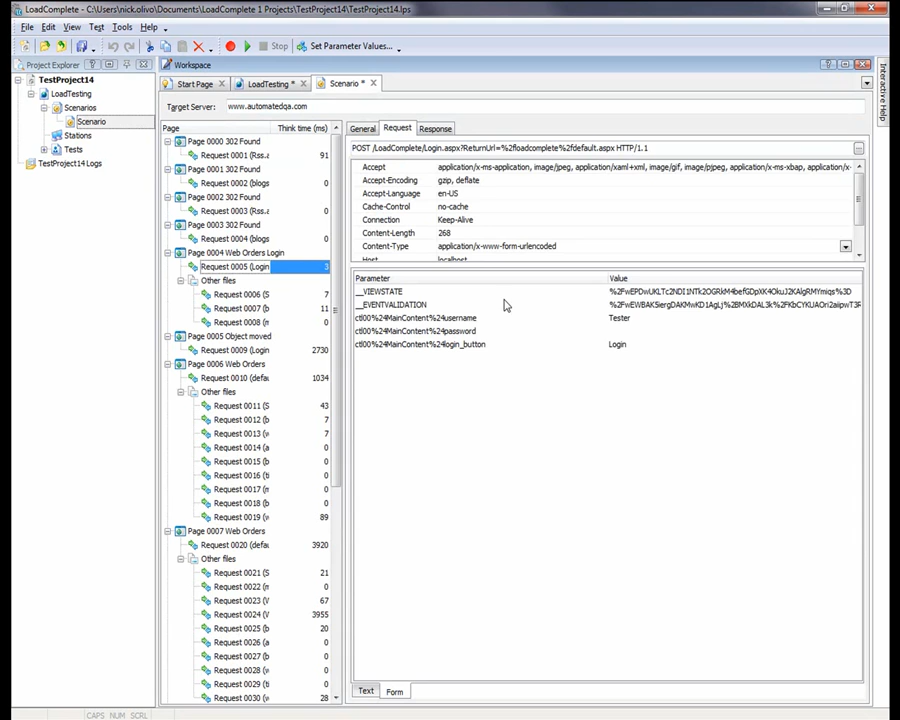 LoadComplete - C:\Users\nick.olivo\Documents\LoadComplete 1 Projects\TestProject14\TestProject14.lps
File Edit View Test Tools Help
Stop Set Parameter Values...
Project Explorer
Workspace
Interactive Help
TestProject14
LoadTesting
Scenarios
Scenario
Stations
Tests
TestProject14 Logs
Start Page
LoadTesting *
Scenario *
Target Server: www.automatedqa.com
Page Think time (ms)
Page 0000 302 Found
Request 0001 (Rss.a 91
Page 0001 302 Found
Request 0002 (blogs 0
Page 0002 302 Found
Request 0003 (Rss.a 0
Page 0003 302 Found
Request 0004 (blogs 0
Page 0004 Web Orders Login
Request 0005 (Login 3
Other files
Request 0006 (S 7
Request 0007 (b 11
Request 0008 (m 0
Page 0005 Object moved
Request 0009 (Login 2730
Page 0006 Web Orders
Request 0010 (defau 1034
Other files
Request 0011 (S 43
Request 0012 (b 7
Request 0013 (w 7
Request 0014 (a 0
Request 0015 (b 0
Request 0016 (ti 0
Request 0017 (m 0
Request 0018 (b 0
Request 0019 (w 89
Page 0007 Web Orders
Request 0020 (defau 3920
Other files
Request 0021 (S 21
Request 0022 (m 0
Request 0023 (w 67
Request 0024 (W 3955
Request 0025 (b 20
Request 0026 (a 0
Request 0027 (b 0
Request 0028 (w 0
Request 0029 (ti 0
Request 0030 (w 28
General Request Response
POST /LoadComplete/Login.aspx?ReturnUrl=%2floadcomplete%2fdefault.aspx HTTP/1.1
Accept application/x-ms-application, image/jpeg, application/xaml+xml, image/gif, image/pjpeg, application/x-ms-xbap, application/x-
Accept-Encoding gzip, deflate
Accept-Language en-US
Cache-Control no-cache
Connection Keep-Alive
Content-Length 268
Content-Type application/x-www-form-urlencoded
Host localhost
Parameter Value
__VIEWSTATE
__EVENTVALIDATION
ctl00%24MainContent%24username Tester
ctl00%24MainContent%24password
ctl00%24MainContent%24login_button Login
Text Form
CAPS NUM SCRL